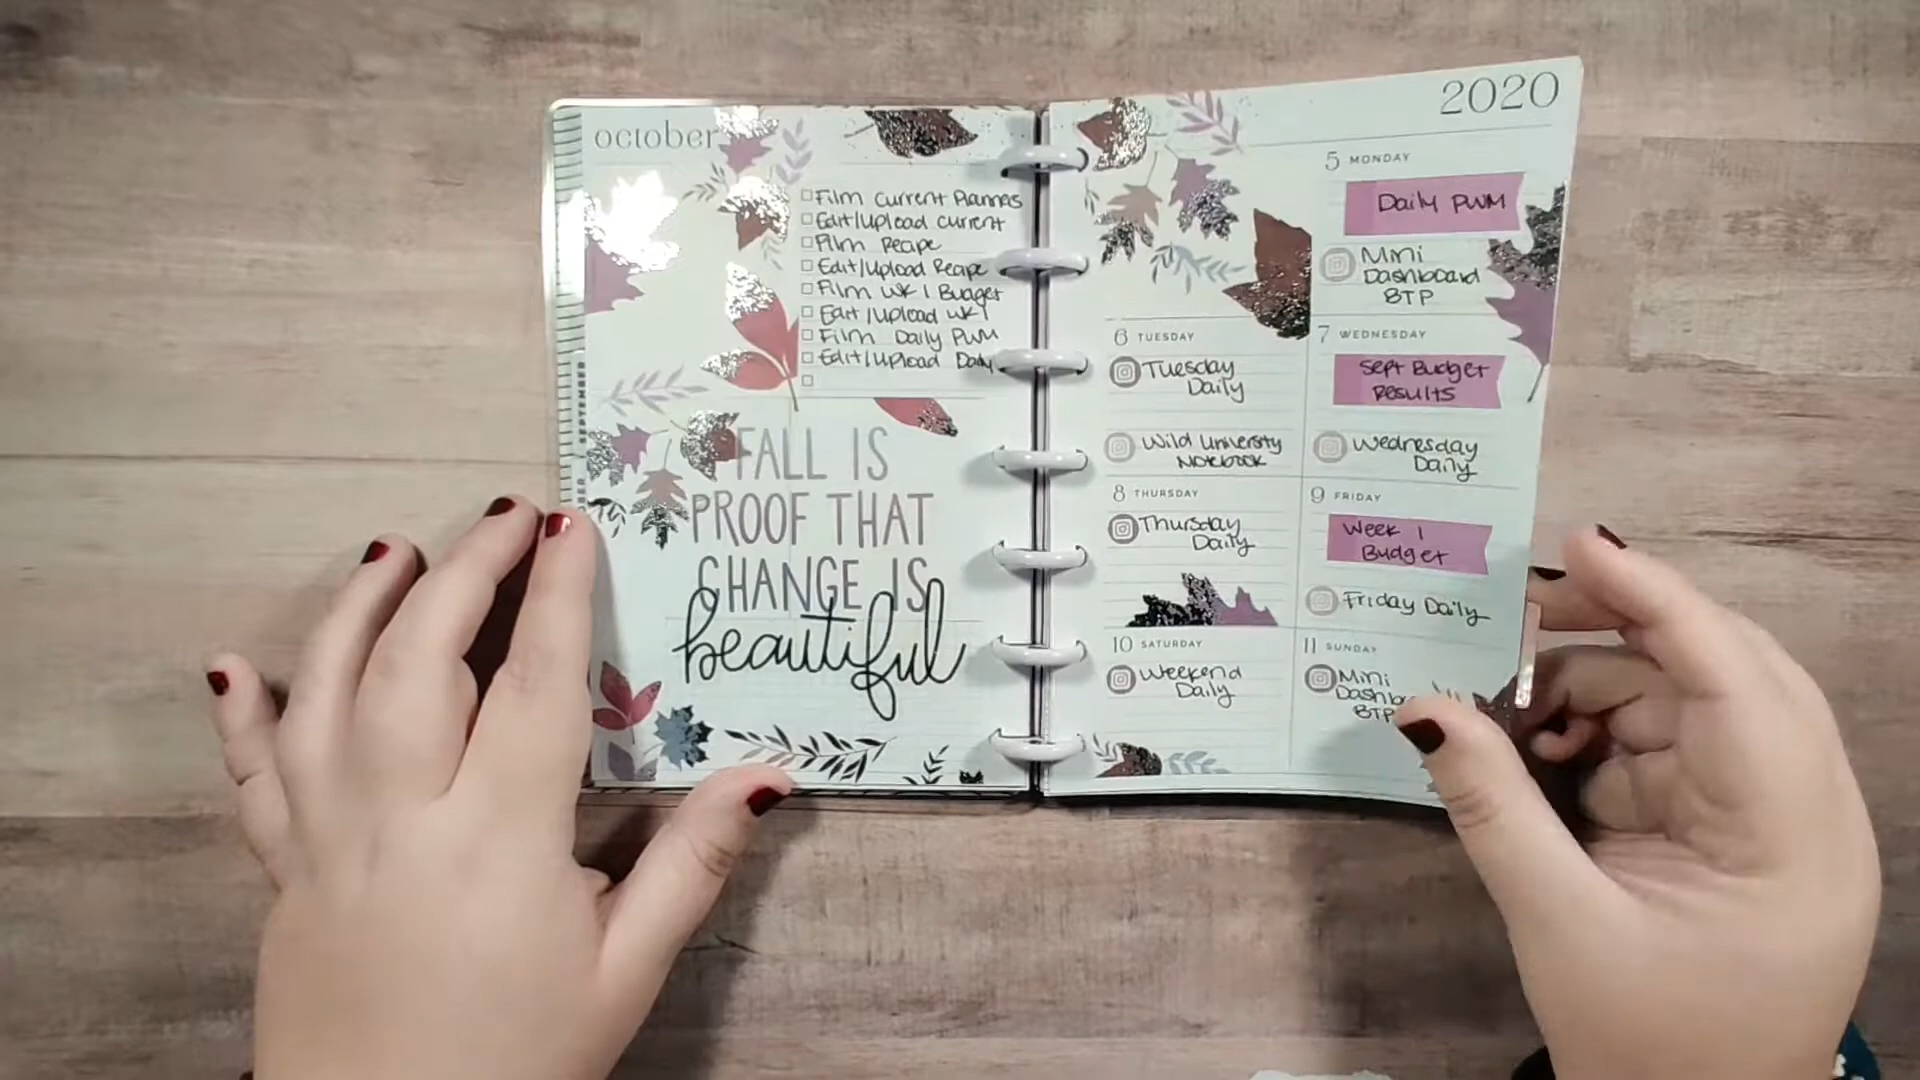 october
Film Current Planners
Edit/Upload Current
Film Recipe
Edit/Upload Recipe
Film WK 1 Budget
Edit/Upload WK 1
Film Daily PWM
Edit/Upload Daily
FALL IS
PROOF THAT
CHANGE IS
beautiful
SEPTEMBER
2020
5 MONDAY
Daily PWM
Mini
Dashboard
BTP
6 TUESDAY
Tuesday
Daily
Wild University
Notebook
7 WEDNESDAY
Sept Budget
Results
Wednesday
Daily
8 THURSDAY
Thursday
Daily
9 FRIDAY
Week 1
Budget
Friday Daily
10 SATURDAY
Weekend
Daily
11 SUNDAY
Mini
BTP